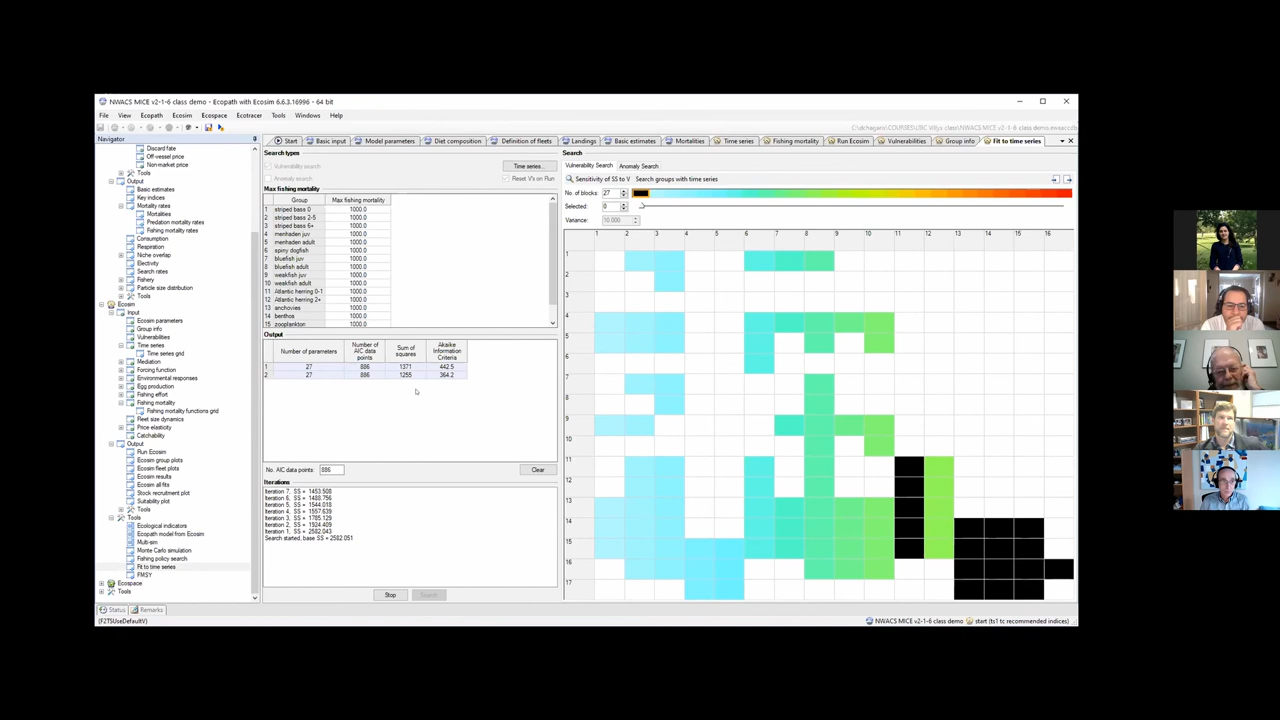 NWACS MICE v2-1-6 class demo - Ecopath with Ecosim 6.6.3.16996 - 64 bit
File View Ecopath Ecosim Ecospace Ecotracer Tools Windows Help
Navigator
Discard fate
Off-vessel price
Non-market price
Tools
Output
Basic estimates
Key indices
Mortality rates
Mortalities
Predation mortality rates
Fishing mortality rates
Consumption
Respiration
Niche overlap
Electivity
Search rates
Fishery
Particle size distribution
Tools
Ecosim
Input
Ecosim parameters
Group info
Vulnerabilities
Time series
Time series grid
Mediation
Forcing function
Environmental responses
Egg production
Fishing effort
Fishing mortality
Fishing mortality functions grid
Fleet size dynamics
Price elasticity
Catchability
Output
Run Ecosim
Ecosim group plots
Ecosim fleet plots
Ecosim results
Ecosim all fits
Stock recruitment plot
Suitability plot
Tools
Tools
Ecological indicators
Ecopath model from Ecosim
Multi-sim
Monte Carlo simulation
Fishing policy search
Fit to time series
FMSY
Ecospace
Tools
Status Remarks
(F2TSUseDefaultV)
Start Basic input Model parameters Diet composition Definition of fleets Landings Basic estimates Mortalities Time series Fishing mortality Run Ecosim Vulnerabilities Group info Fit to time series
Search types
Vulnerability search
Time series...
Anomaly search
Reset V's on Run
Max fishing mortality
Group Max fishing mortality
1 striped bass 0 1000.0
2 striped bass 2-5 1000.0
3 striped bass 6+ 1000.0
4 menhaden juv 1000.0
5 menhaden adult 1000.0
6 spiny dogfish 1000.0
7 bluefish juv 1000.0
8 bluefish adult 1000.0
9 weakfish juv 1000.0
10 weakfish adult 1000.0
11 Atlantic herring 0-1 1000.0
12 Atlantic herring 2+ 1000.0
13 anchovies 1000.0
14 benthos 1000.0
15 zooplankton 1000.0
Output
Number of parameters Number of AIC data points Sum of squares Akaike Information Criteria
1 27 886 1371 442.5
2 27 886 1255 364.2
No. AIC data points: 886 Clear
Iterations
Iteration 7, SS = 1453.508
Iteration 6, SS = 1488.756
Iteration 5, SS = 1544.018
Iteration 4, SS = 1557.639
Iteration 3, SS = 1785.129
Iteration 2, SS = 1924.409
Iteration 1, SS = 2582.043
Search started, base SS = 2582.051
Stop Search
Search
Vulnerability Search Anomaly Search
Sensitivity of SS to V Search groups with time series
No. of blocks: 27
Selected: 0
Variance: 10.000
1 2 3 4 5 6 7 8 9 10 11 12 13 14 15 16
1
2
3
4
5
6
7
8
9
10
11
12
13
14
15
16
17
NWACS MICE v2-1-6 class demo start (ts1 tc recommended indices)